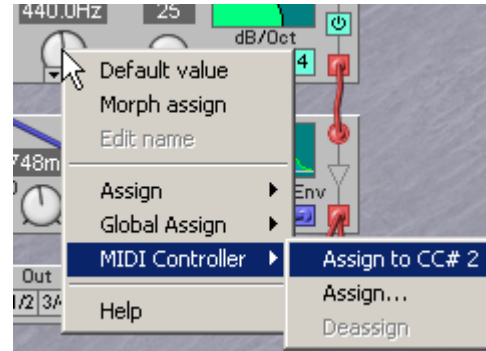 440.0Hz 25
dB/Oct
4
Default value
Morph assign
Edit name
748m
Assign
Env
Global Assign
MIDI Controller
Assign to CC# 2
Out
Assign...
1/2 3/4
Help
Deassign